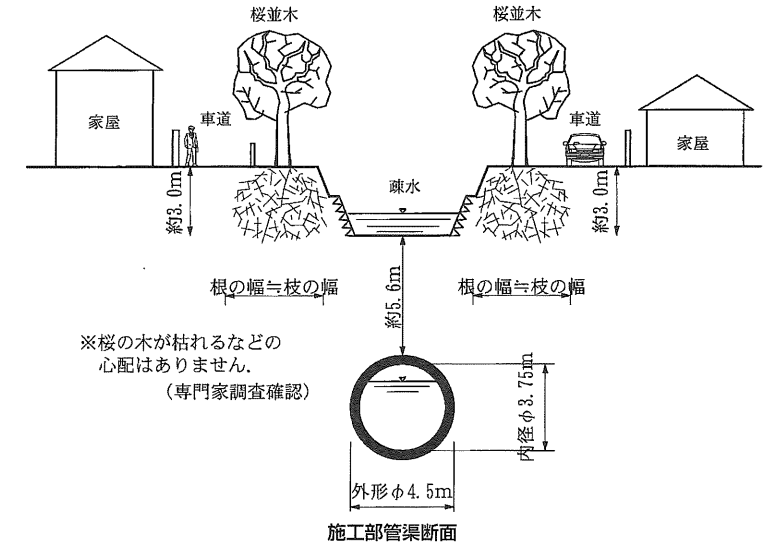 桜並木
桜並木
家屋
車道
車道
家屋
疎水
約3.0m
約3.0m
根の幅≒枝の幅
根の幅≒枝の幅
約5.6m
※桜の木が枯れるなどの
心配はありません.
（専門家調査確認）
内径φ3.75m
外形φ4.5m
施工部管渠断面